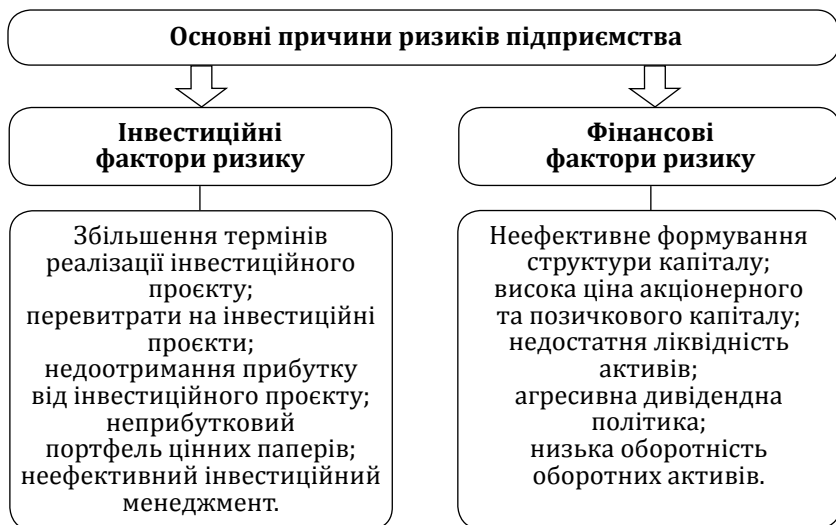 Основні причини ризиків підприємства
Інвестиційні
фактори ризику
Збільшення термінів
реалізації інвестиційного
проєкту;
перевитрати на інвестиційні
проєкти;
недоотримання прибутку
від інвестиційного проєкту;
неприбутковий
портфель цінних паперів;
неефективний інвестиційний
менеджмент.
Фінансові
фактори ризику
Неефективне формування
структури капіталу;
висока ціна акціонерного
та позичкового капіталу;
недостатня ліквідність
активів;
агресивна дивідендна
політика;
низька оборотність
оборотних активів.